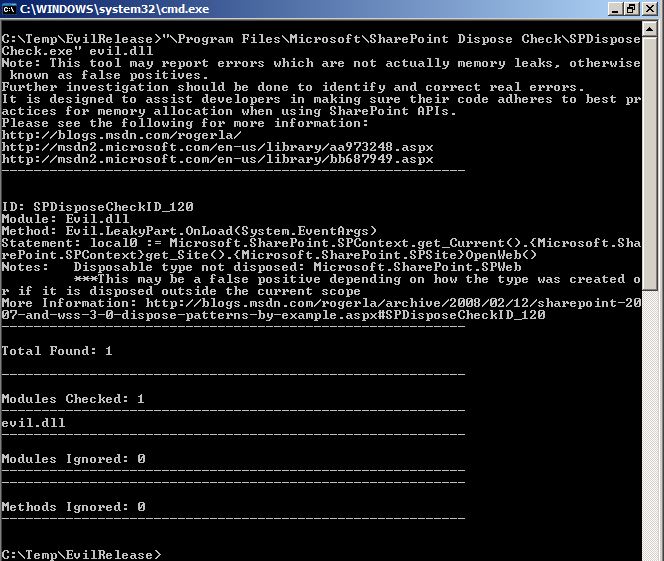 C:\WINDOWS\system32\cmd.exe
C:\Temp\EvilRelease>"\Program Files\Microsoft\SharePoint Dispose Check\SPDispose
Check.exe" evil.dll
Note: This tool may report errors which are not actually memory leaks, otherwise
 known as false positives.
Further investigation should be done to identify and correct real errors.
It is designed to assist developers in making sure their code adheres to best pr
actices for memory allocation when using SharePoint APIs.
Please see the following for more information:
http://blogs.msdn.com/rogerla/
http://msdn2.microsoft.com/en-us/library/aa973248.aspx
http://msdn2.microsoft.com/en-us/library/bb687949.aspx
----------------------------------------------------------
ID: SPDisposeCheckID_120
Module: Evil.dll
Method: Evil.LeakyPart.OnLoad(System.EventArgs)
Statement: local0 := Microsoft.SharePoint.SPContext.get_Current().{Microsoft.Sha
rePoint.SPContext}get_Site().{Microsoft.SharePoint.SPSite}OpenWeb()
Notes:   Disposable type not disposed: Microsoft.SharePoint.SPWeb
         ***This may be a false positive depending on how the type was created o
r if it is disposed outside the current scope
More Information: http://blogs.msdn.com/rogerla/archive/2008/02/12/sharepoint-20
07-and-wss-3-0-dispose-patterns-by-example.aspx#SPDisposeCheckID_120
----------------------------------------------------------
Total Found: 1
----------------------------------------------------------
Modules Checked: 1
----------------------------------------------------------
evil.dll
----------------------------------------------------------
Modules Ignored: 0
----------------------------------------------------------
----------------------------------------------------------
Methods Ignored: 0
----------------------------------------------------------
C:\Temp\EvilRelease>